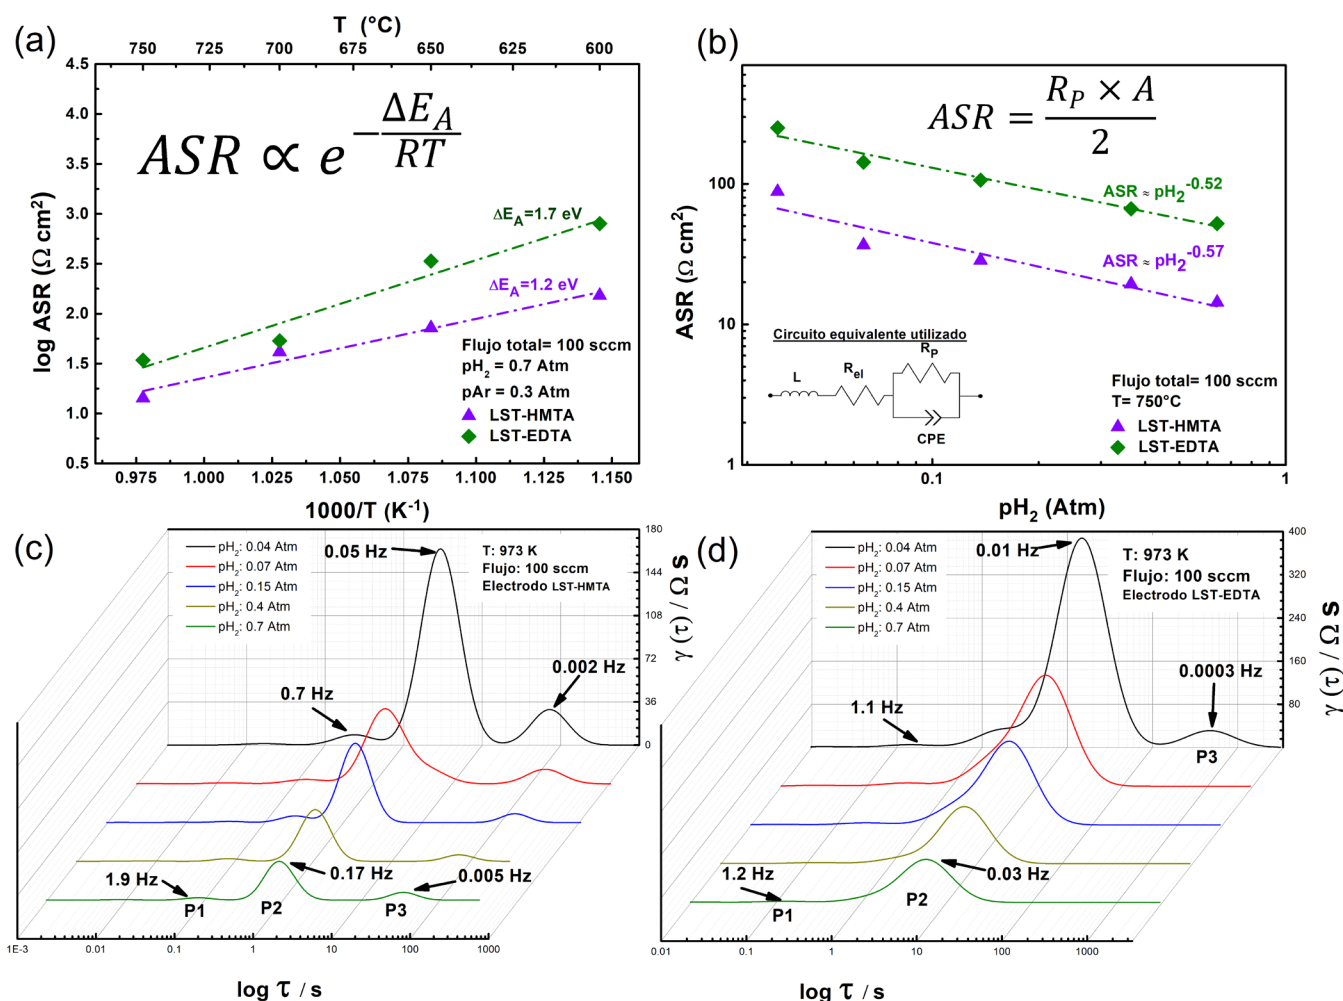 (a)
T (°C)
750 725 700 675 650 625 600
log ASR (Ω cm2)
4.5
4.0
3.5
3.0
2.5
2.0
1.5
1.0
0.5
ASR ∝ e^-ΔE_A/RT
ΔE_A=1.7 eV
ΔE_A=1.2 eV
Flujo total= 100 sccm
pH2 = 0.7 Atm
pAr = 0.3 Atm
LST-HMTA
LST-EDTA
0.975 1.000 1.025 1.050 1.075 1.100 1.125 1.150
1000/T (K-1)
(b)
ASR (Ω cm2)
100
10
1
ASR = R_P × A / 2
ASR ≈ pH2^-0.52
ASR ≈ pH2^-0.57
Circuito equivalente utilizado
L
Rel
RP
CPE
Flujo total= 100 sccm
T= 750°C
LST-HMTA
LST-EDTA
0.1 1
pH2 (Atm)
(c)
pH2: 0.04 Atm
pH2: 0.07 Atm
pH2: 0.15 Atm
pH2: 0.4 Atm
pH2: 0.7 Atm
0.05 Hz
T: 973 K
Flujo: 100 sccm
Electrodo LST-HMTA
180
144
108
72
36
0
γ (τ) / Ω s
0.7 Hz
0.002 Hz
1.9 Hz
0.17 Hz
0.005 Hz
P1
P2
P3
1E-3 0.01 0.1 1 10 100 1000
log τ / s
(d)
pH2: 0.04 Atm
pH2: 0.07 Atm
pH2: 0.15 Atm
pH2: 0.4 Atm
pH2: 0.7 Atm
0.01 Hz
T: 973 K
Flujo: 100 sccm
Electrodo LST-EDTA
400
320
240
160
80
0
γ (τ) / Ω s
1.1 Hz
0.0003 Hz
P3
1.2 Hz
0.03 Hz
P1
P2
0.01 0.1 1 10 100 1000
log τ / s